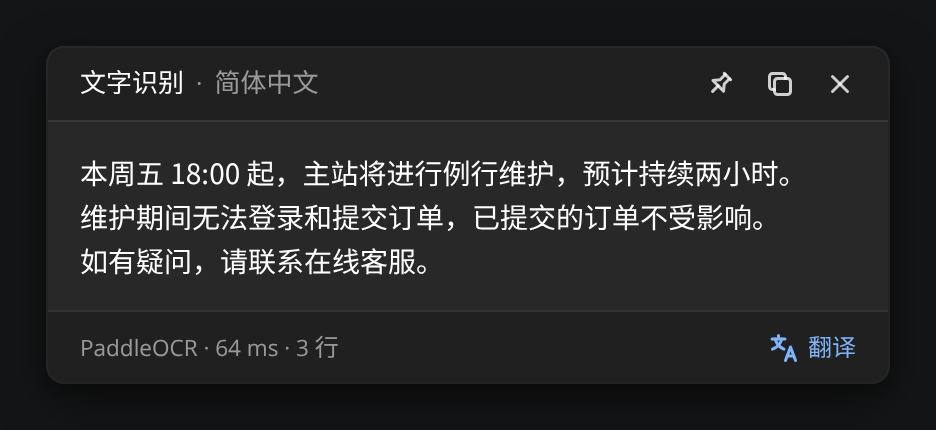 文字识别 · 简体中文
本周五 18:00 起，主站将进行例行维护，预计持续两小时。
维护期间无法登录和提交订单，已提交的订单不受影响。
如有疑问，请联系在线客服。
PaddleOCR · 64 ms · 3 行
翻译